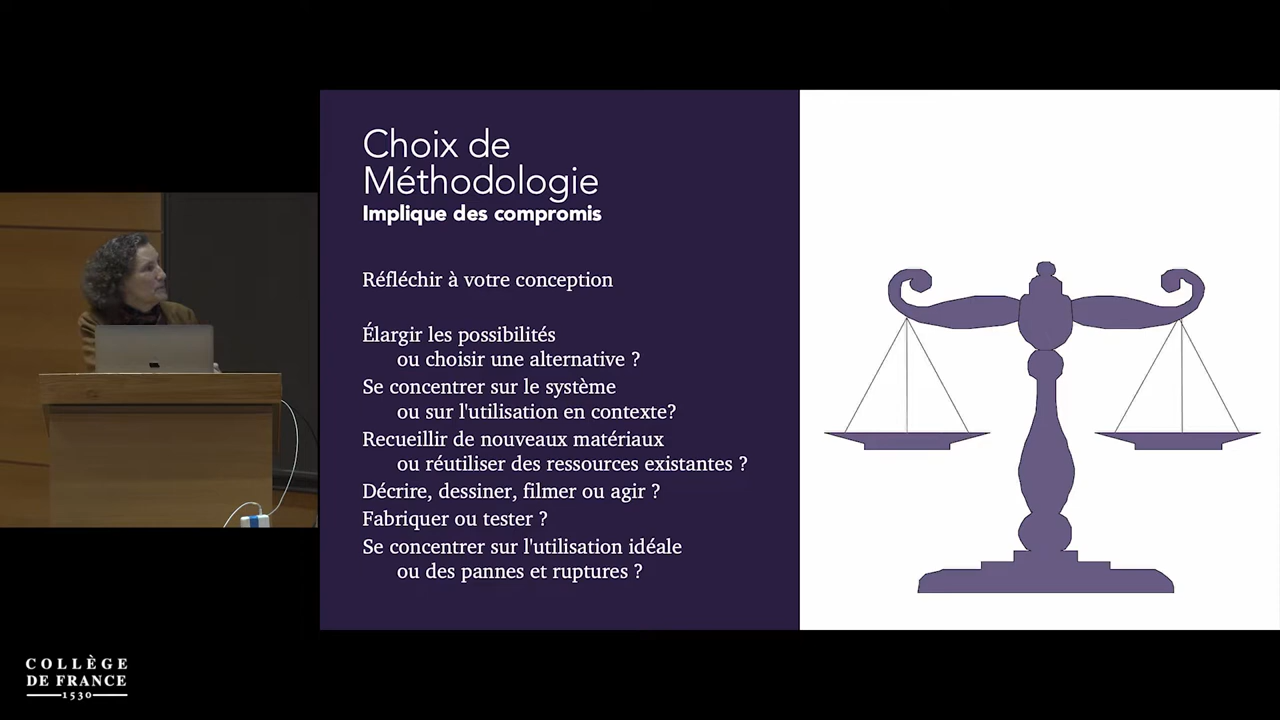 Choix de
Méthodologie
Implique des compromis
Réfléchir à votre conception
Élargir les possibilités
ou choisir une alternative ?
Se concentrer sur le système
ou sur l'utilisation en contexte?
Recueillir de nouveaux matériaux
ou réutiliser des ressources existantes ?
Décrire, dessiner, filmer ou agir ?
Fabriquer ou tester ?
Se concentrer sur l'utilisation idéale
ou des pannes et ruptures ?
COLLÈGE
DE FRANCE
1530